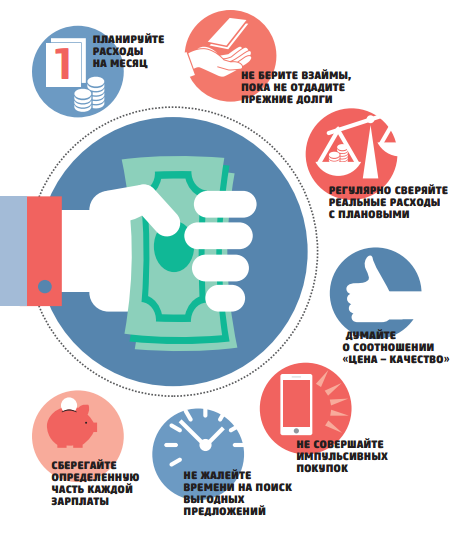 1
ПЛАНИРУЙТЕ
РАСХОДЫ
НА МЕСЯЦ
НЕ БЕРИТЕ ВЗАЙМЫ,
ПОКА НЕ ОТДАДИТЕ
ПРЕЖНИЕ ДОЛГИ
РЕГУЛЯРНО СВЕРЯЙТЕ
РЕАЛЬНЫЕ РАСХОДЫ
С ПЛАНОВЫМИ
ДУМАЙТЕ
О СООТНОШЕНИИ
«ЦЕНА – КАЧЕСТВО»
НЕ СОВЕРШАЙТЕ
ИМПУЛЬСИВНЫХ
ПОКУПОК
НЕ ЖАЛЕЙТЕ
ВРЕМЕНИ НА ПОИСК
ВЫГОДНЫХ
ПРЕДЛОЖЕНИЙ
СБЕРЕГАЙТЕ
ОПРЕДЕЛЕННУЮ
ЧАСТЬ КАЖДОЙ
ЗАРПЛАТЫ